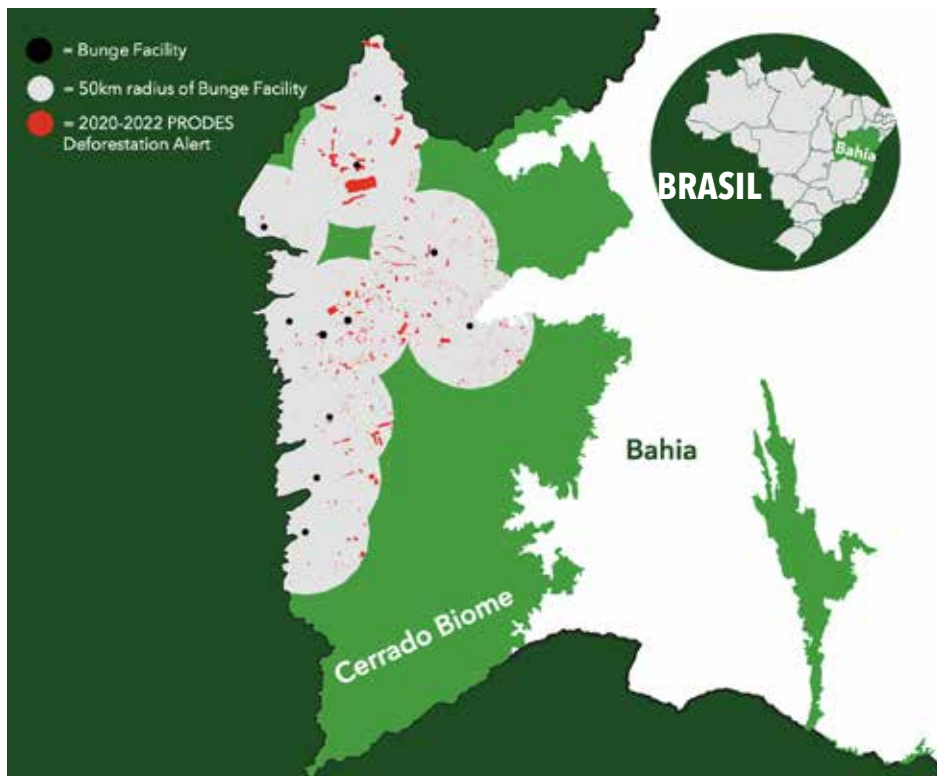 = Bunge Facility
= 50km radius of Bunge Facility
= 2020-2022 PRODES
Deforestation Alert
Bahia
BRASIL
Bahia
Cerrado Biome